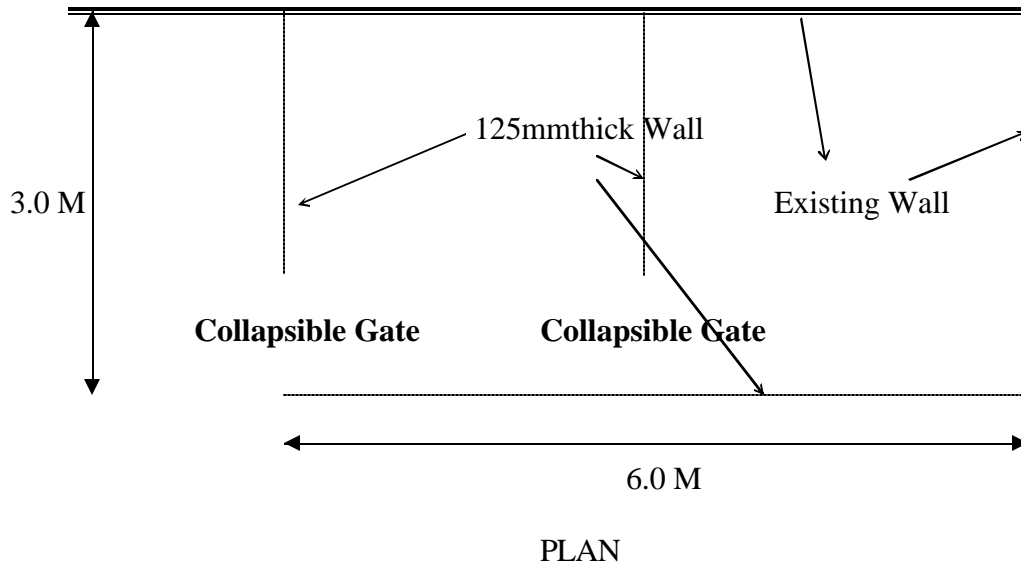 125mmthick Wall
3.0 M
Existing Wall
Collapsible Gate
Collapsible Gate
6.0 M
PLAN